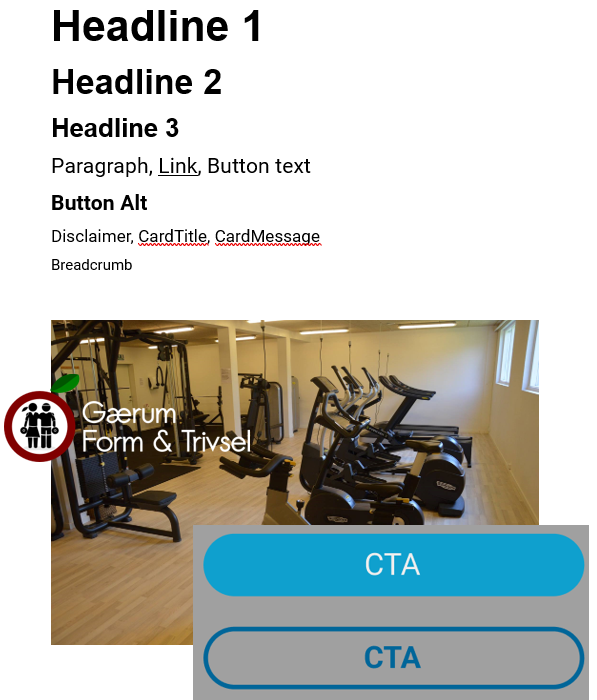 Headline 1
Headline 2
Headline 3
Paragraph, Link, Button text
Button Alt
Disclaimer, CardTitle, CardMessage
Breadcrumb
Gærum
Form & Trivsel
CTA
CTA